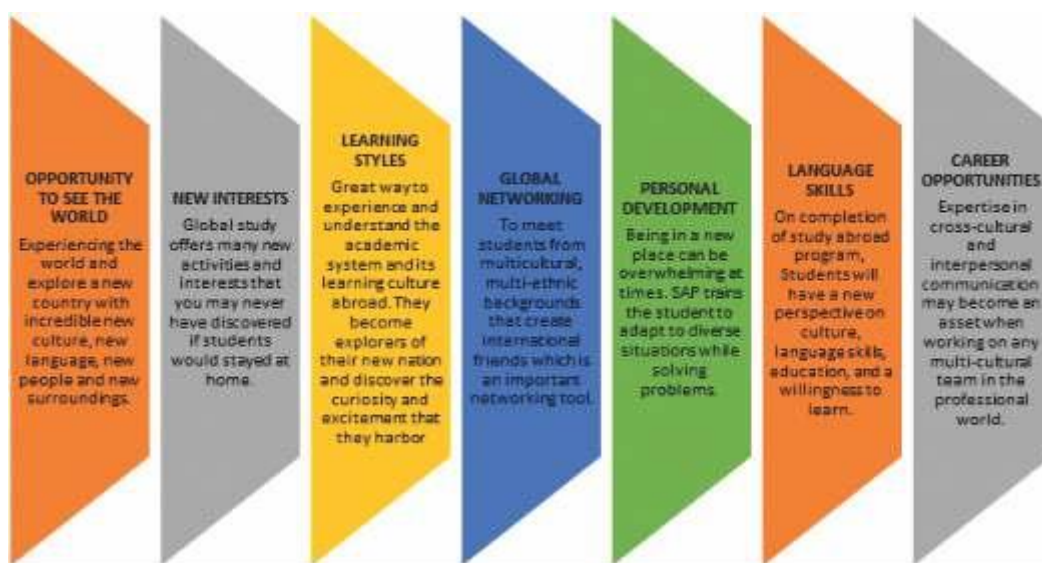 OPPORTUNITY
TO SEE THE
WORLD
Experiencing the
world and
explore a new
country with
incredible new
culture, new
language, new
people and new
surroundings.
NEW INTERESTS
Global study
offers many new
activities and
interests that
you may never
have discovered
if students
would stayed at
home.
LEARNING
STYLES
Great way to
experience and
understand the
academic
system and its
learning culture
abroad. They
become
explorers of
their new nation
and discover the
curiosity and
excitement that
they harbor
GLOBAL
NETWORKING
To meet
students from
multicultural,
multi-ethnic
backgrounds
that create
international
friends which is
an important
networking tool.
PERSONAL
DEVELOPMENT
Being in a new
place can be
overwhelming at
times. SAP trains
the student to
adapt to diverse
situations while
solving
problems.
LANGUAGE
SKILLS
On completion
of study abroad
program,
Students will
have a new
perspective on
culture,
language skills,
education, and a
willingness to
learn.
CAREER
OPPORTUNITIES
Expertise in
cross-cultural
and
interpersonal
communication
may become an
asset when
working on any
multi-cultural
team in the
professional
world.